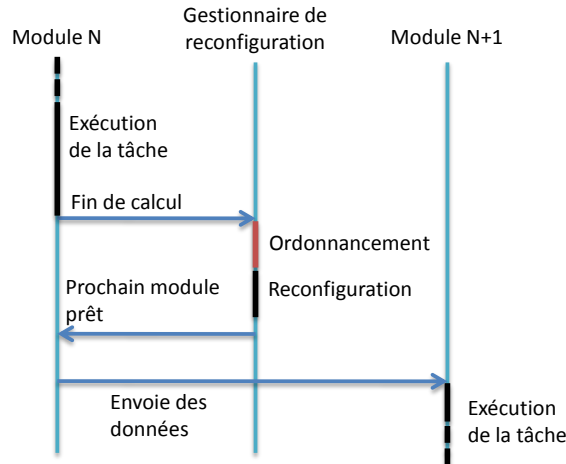 Module N
Gestionnaire de
reconfiguration
Module N+1
Exécution
de la tâche
Fin de calcul
Ordonnancement
Reconfiguration
Prochain module
prêt
Envoie des
données
Exécution
de la tâche